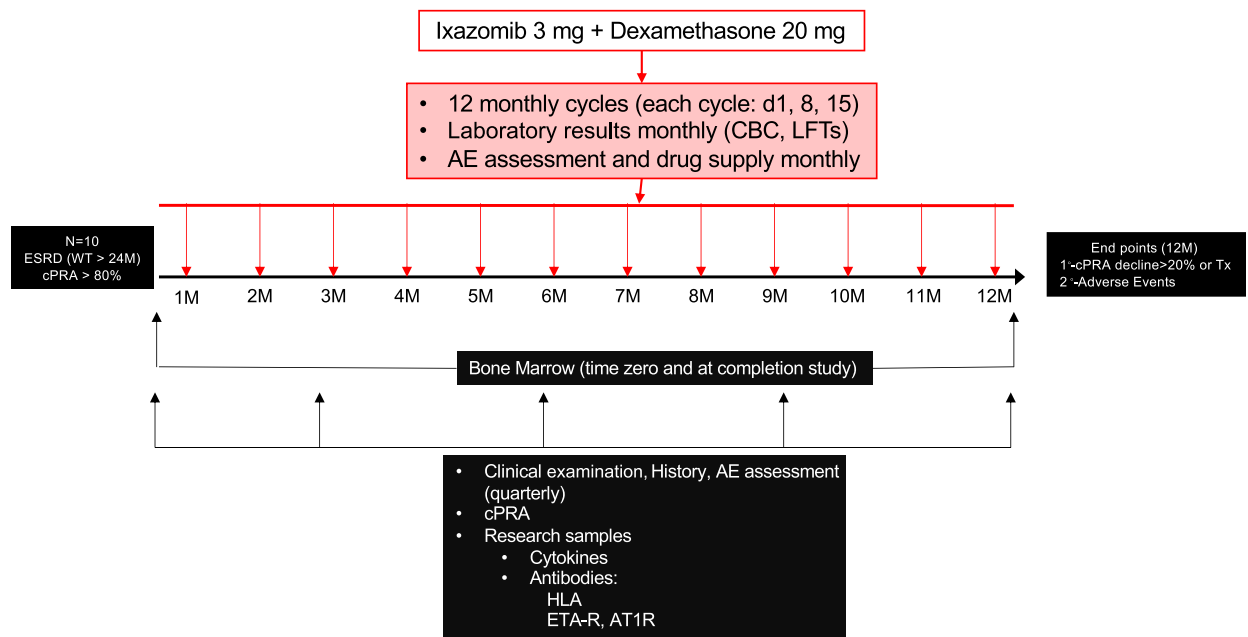 Ixazomib 3 mg + Dexamethasone 20 mg
• 12 monthly cycles (each cycle: d1, 8, 15)
• Laboratory results monthly (CBC, LFTs)
• AE assessment and drug supply monthly
N=10
ESRD (WT > 24M)
cPRA > 80%
End points (12M)
1°-cPRA decline>20% or Tx
2°-Adverse Events
1M 2M 3M 4M 5M 6M 7M 8M 9M 10M 11M 12M
Bone Marrow (time zero and at completion study)
• Clinical examination, History, AE assessment
(quarterly)
• cPRA
• Research samples
• Cytokines
• Antibodies:
HLA
ETA-R, AT1R